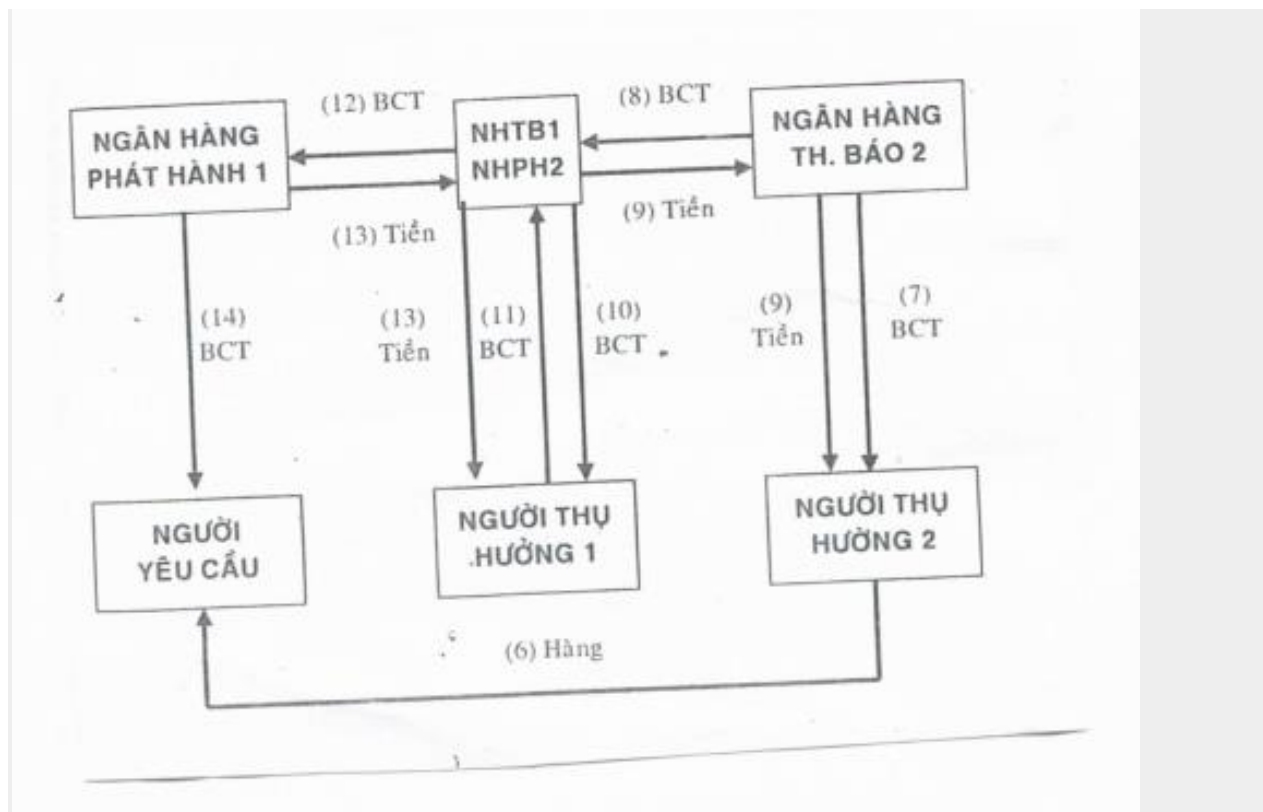 (12) BCT
(8) BCT
NGÂN HÀNG
PHÁT HÀNH 1
NHTB1
NHPH2
NGÂN HÀNG
TH. BÁO 2
(13) Tiền
(9) Tiền
(14)
BCT
(13)
Tiền
(11)
BCT
(10)
BCT
(9)
Tiền
(7)
BCT
NGƯỜI
YÊU CẦU
NGƯỜI THỤ
HƯỞNG 1
NGƯỜI THỤ
HƯỞNG 2
(6) Hàng